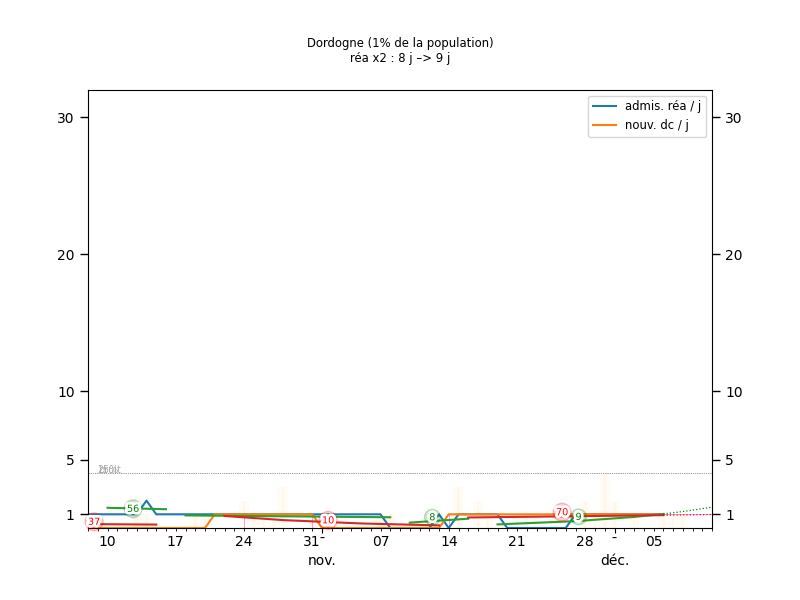 Dordogne (1% de la population)
réa x2 : 8 j –> 9 j
admis. réa / j
nouv. dc / j
30 30
20 20
10 10
5 5
1 1
37 56 10 8 70 9
10 17 24 31 07 14 21 28 05
nov. déc.